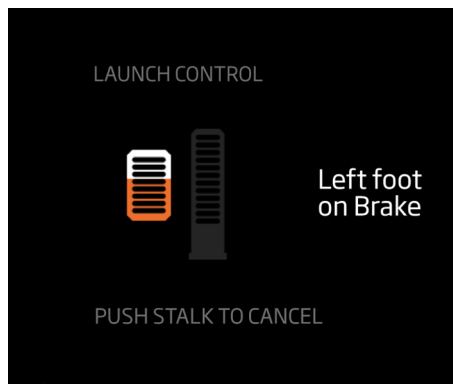 LAUNCH CONTROL
Left foot
on Brake
PUSH STALK TO CANCEL